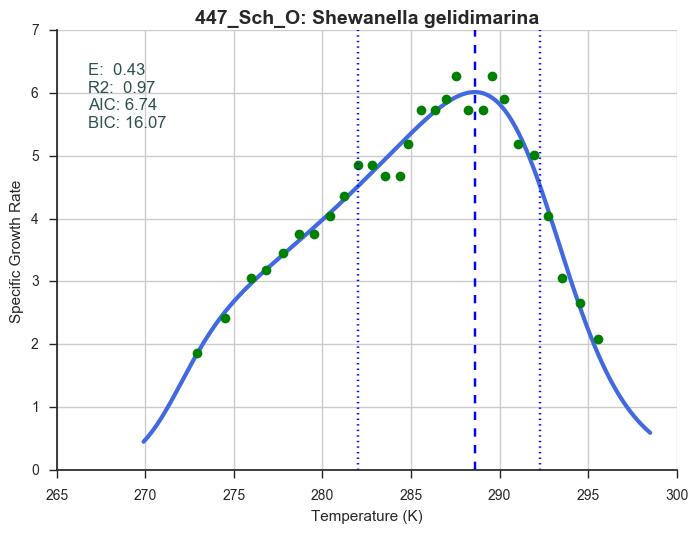 447_Sch_O: Shewanella gelidimarina
E:  0.43
R2:  0.97
AIC: 6.74
BIC: 16.07
7
6
5
4
3
2
1
0
Specific Growth Rate
265 270 275 280 285 290 295 300
Temperature (K)